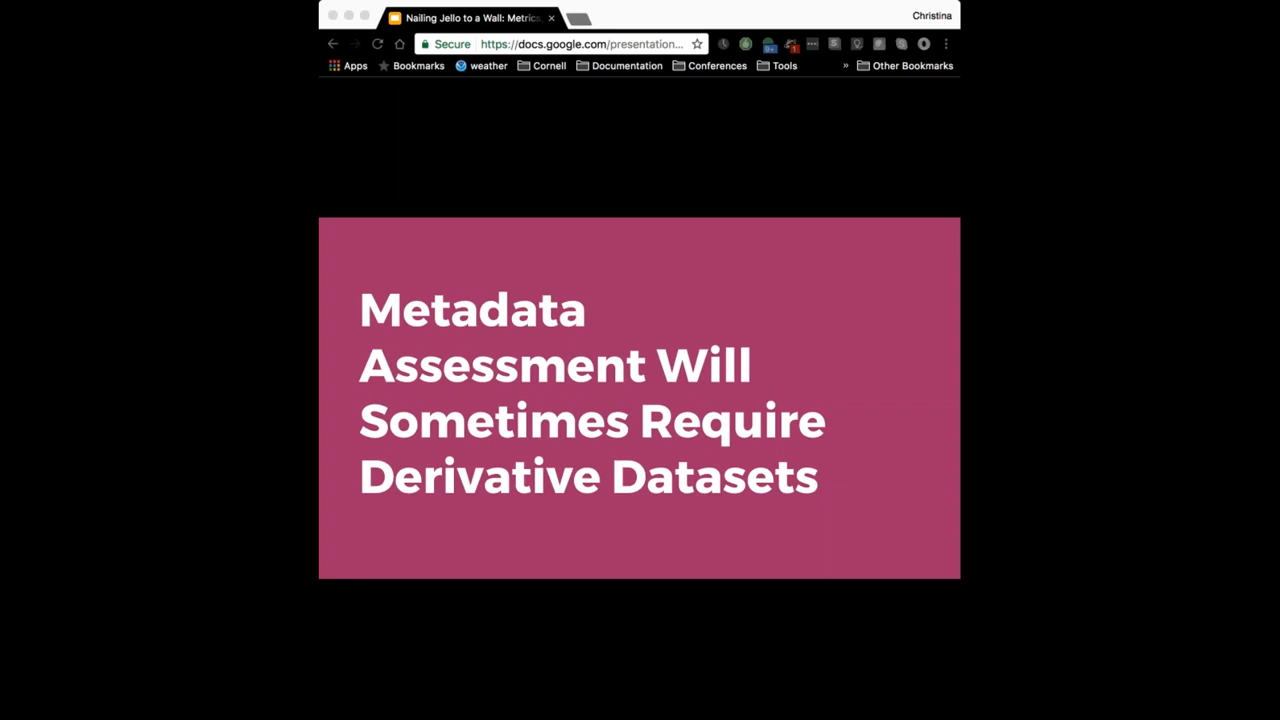 Nailing Jello to a Wall: Metrics
Christina
Secure https://docs.google.com/presentation...
Apps Bookmarks weather Cornell Documentation Conferences Tools » Other Bookmarks
Metadata
Assessment Will
Sometimes Require
Derivative Datasets